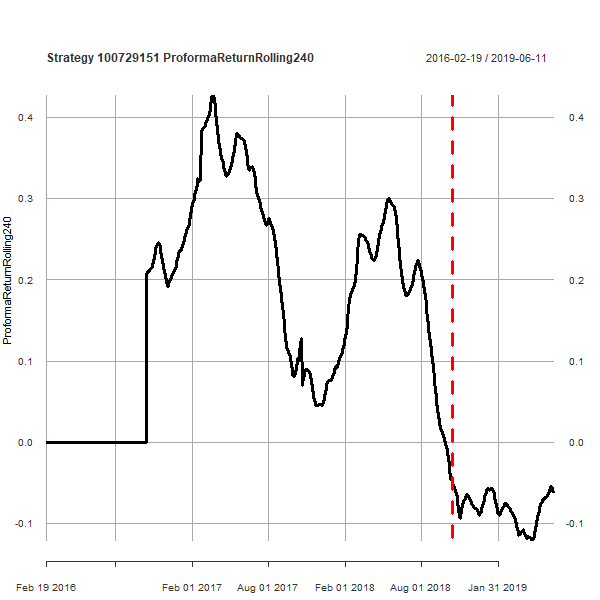 Strategy 100729151 ProformaReturnRolling240
2016-02-19 / 2019-06-11
0.4 0.4
0.3 0.3
0.2 0.2
0.1 0.1
0.0 0.0
-0.1 -0.1
ProformaReturnRolling240
Feb 19 2016 Feb 01 2017 Aug 01 2017 Feb 01 2018 Aug 01 2018 Jan 31 2019